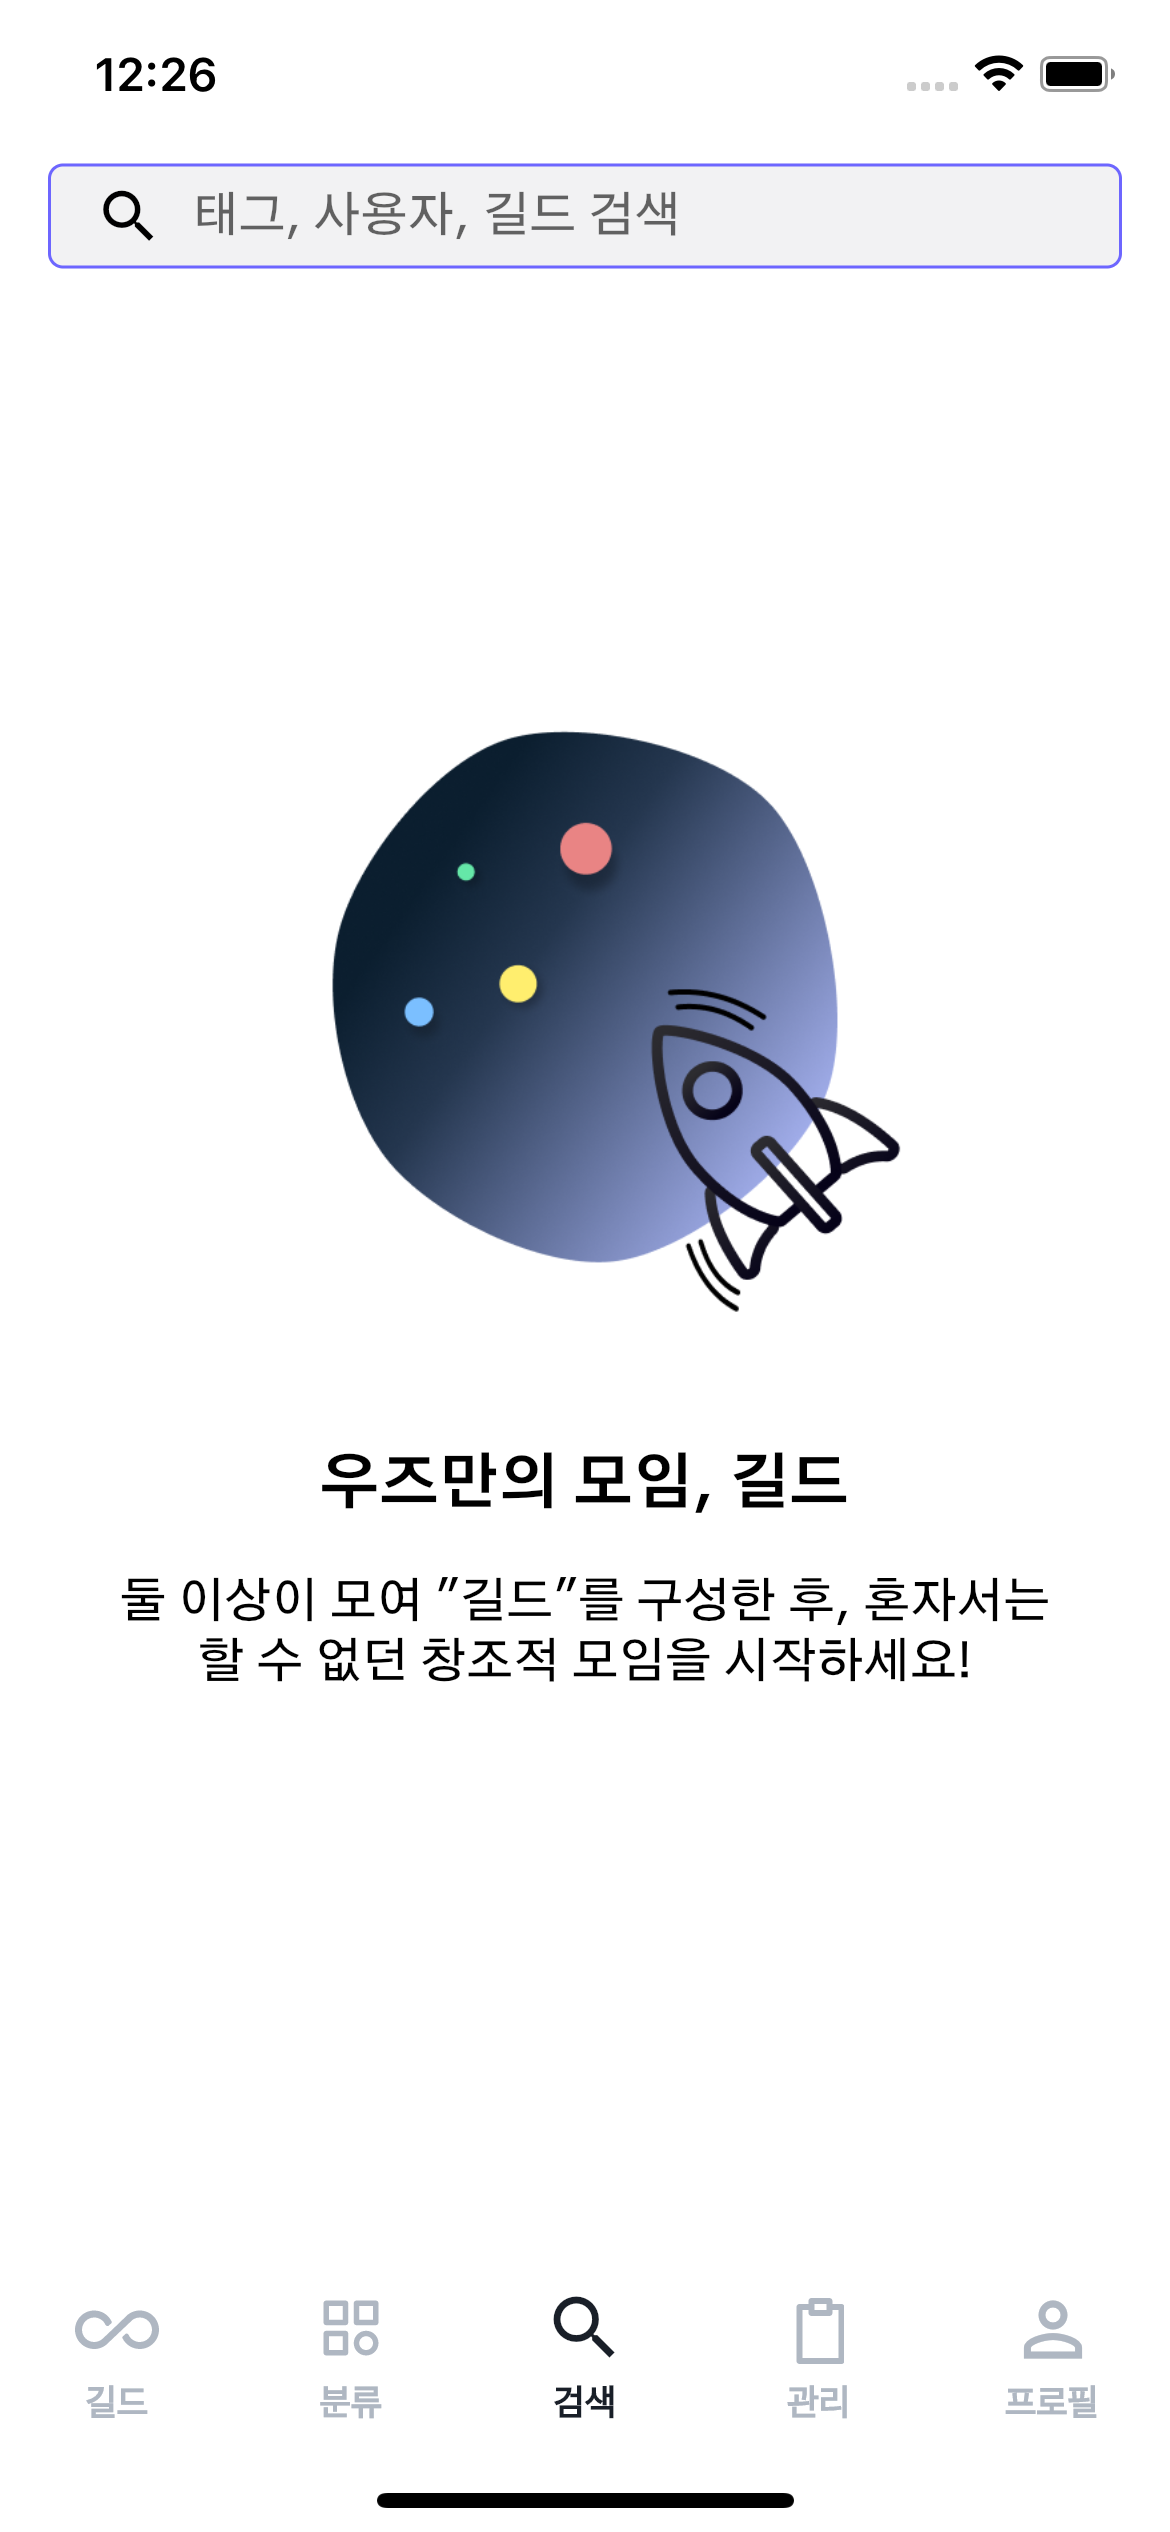 12:26
태그, 사용자, 길드 검색
우즈만의 모임, 길드
둘 이상이 모여 "길드"를 구성한 후, 혼자서는
할 수 없던 창조적 모임을 시작하세요!
길드
분류
검색
관리
프로필